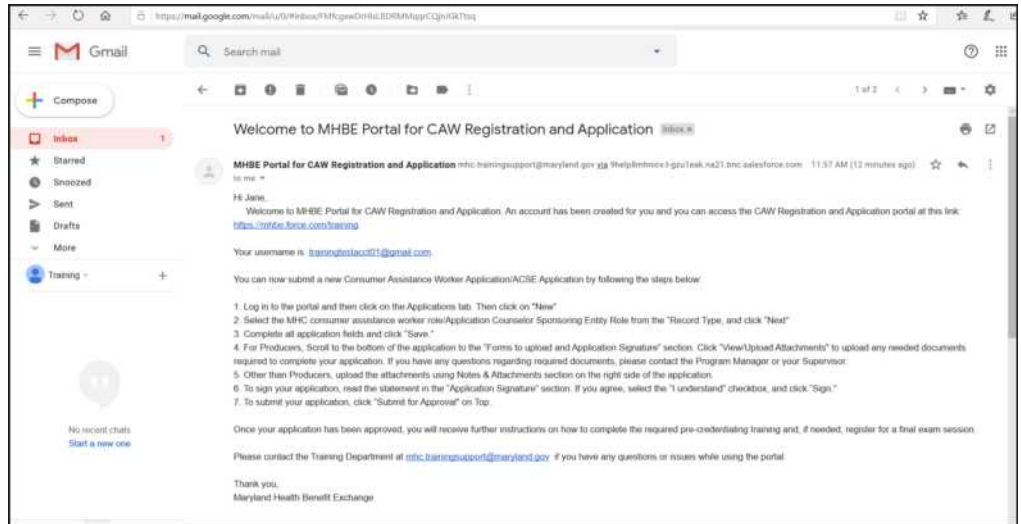 https://mail.google.com/mail/u/0/#inbox/
Gmail
Search mail
Compose
1 of 2
Inbox 1
Starred
Snoozed
Sent
Drafts
More
Training
No recent chats
Start a new one
Welcome to MHBE Portal for CAW Registration and Application Inbox x
MHBE Portal for CAW Registration and Application mhc.trainingsupport@maryland.gov via salesforce.com 11:57 AM (12 minutes ago)
to me
Hi Jane,
Welcome to MHBE Portal for CAW Registration and Application. An account has been created for you and you can access the CAW Registration and Application portal at this link:
https://mhbe.force.com/training.
Your username is trainingtestacct01@gmail.com
You can now submit a new Consumer Assistance Worker Application/ACSE Application by following the steps below:
1. Log in to the portal and then click on the Applications tab. Then click on "New"
2. Select the MHC consumer assistance worker role/Application Counselor Sponsoring Entity Role from the "Record Type, and click "Next"
3. Complete all application fields and click "Save."
4. For Producers, Scroll to the bottom of the application to the "Forms to upload and Application Signature" section. Click "View/Upload Attachments" to upload any needed documents
required to complete your application. If you have any questions regarding required documents, please contact the Program Manager or your Supervisor.
5. Other than Producers, upload the attachments using Notes & Attachments section on the right side of the application.
6. To sign your application, read the statement in the "Application Signature" section. If you agree, select the "I understand" checkbox, and click "Sign."
7. To submit your application, click "Submit for Approval" on Top.
Once your application has been approved, you will receive further instructions on how to complete the required pre-credentialing training and, if needed, register for a final exam session.
Please contact the Training Department at mhc.trainingsupport@maryland.gov if you have any questions or issues while using the portal.
Thank you,
Maryland Health Benefit Exchange